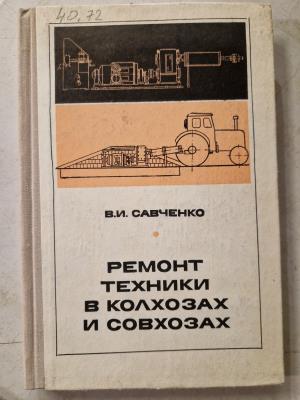 40.72
В.И. САВЧЕНКО
РЕМОНТ
ТЕХНИКИ
В КОЛХОЗАХ
И СОВХОЗАХ